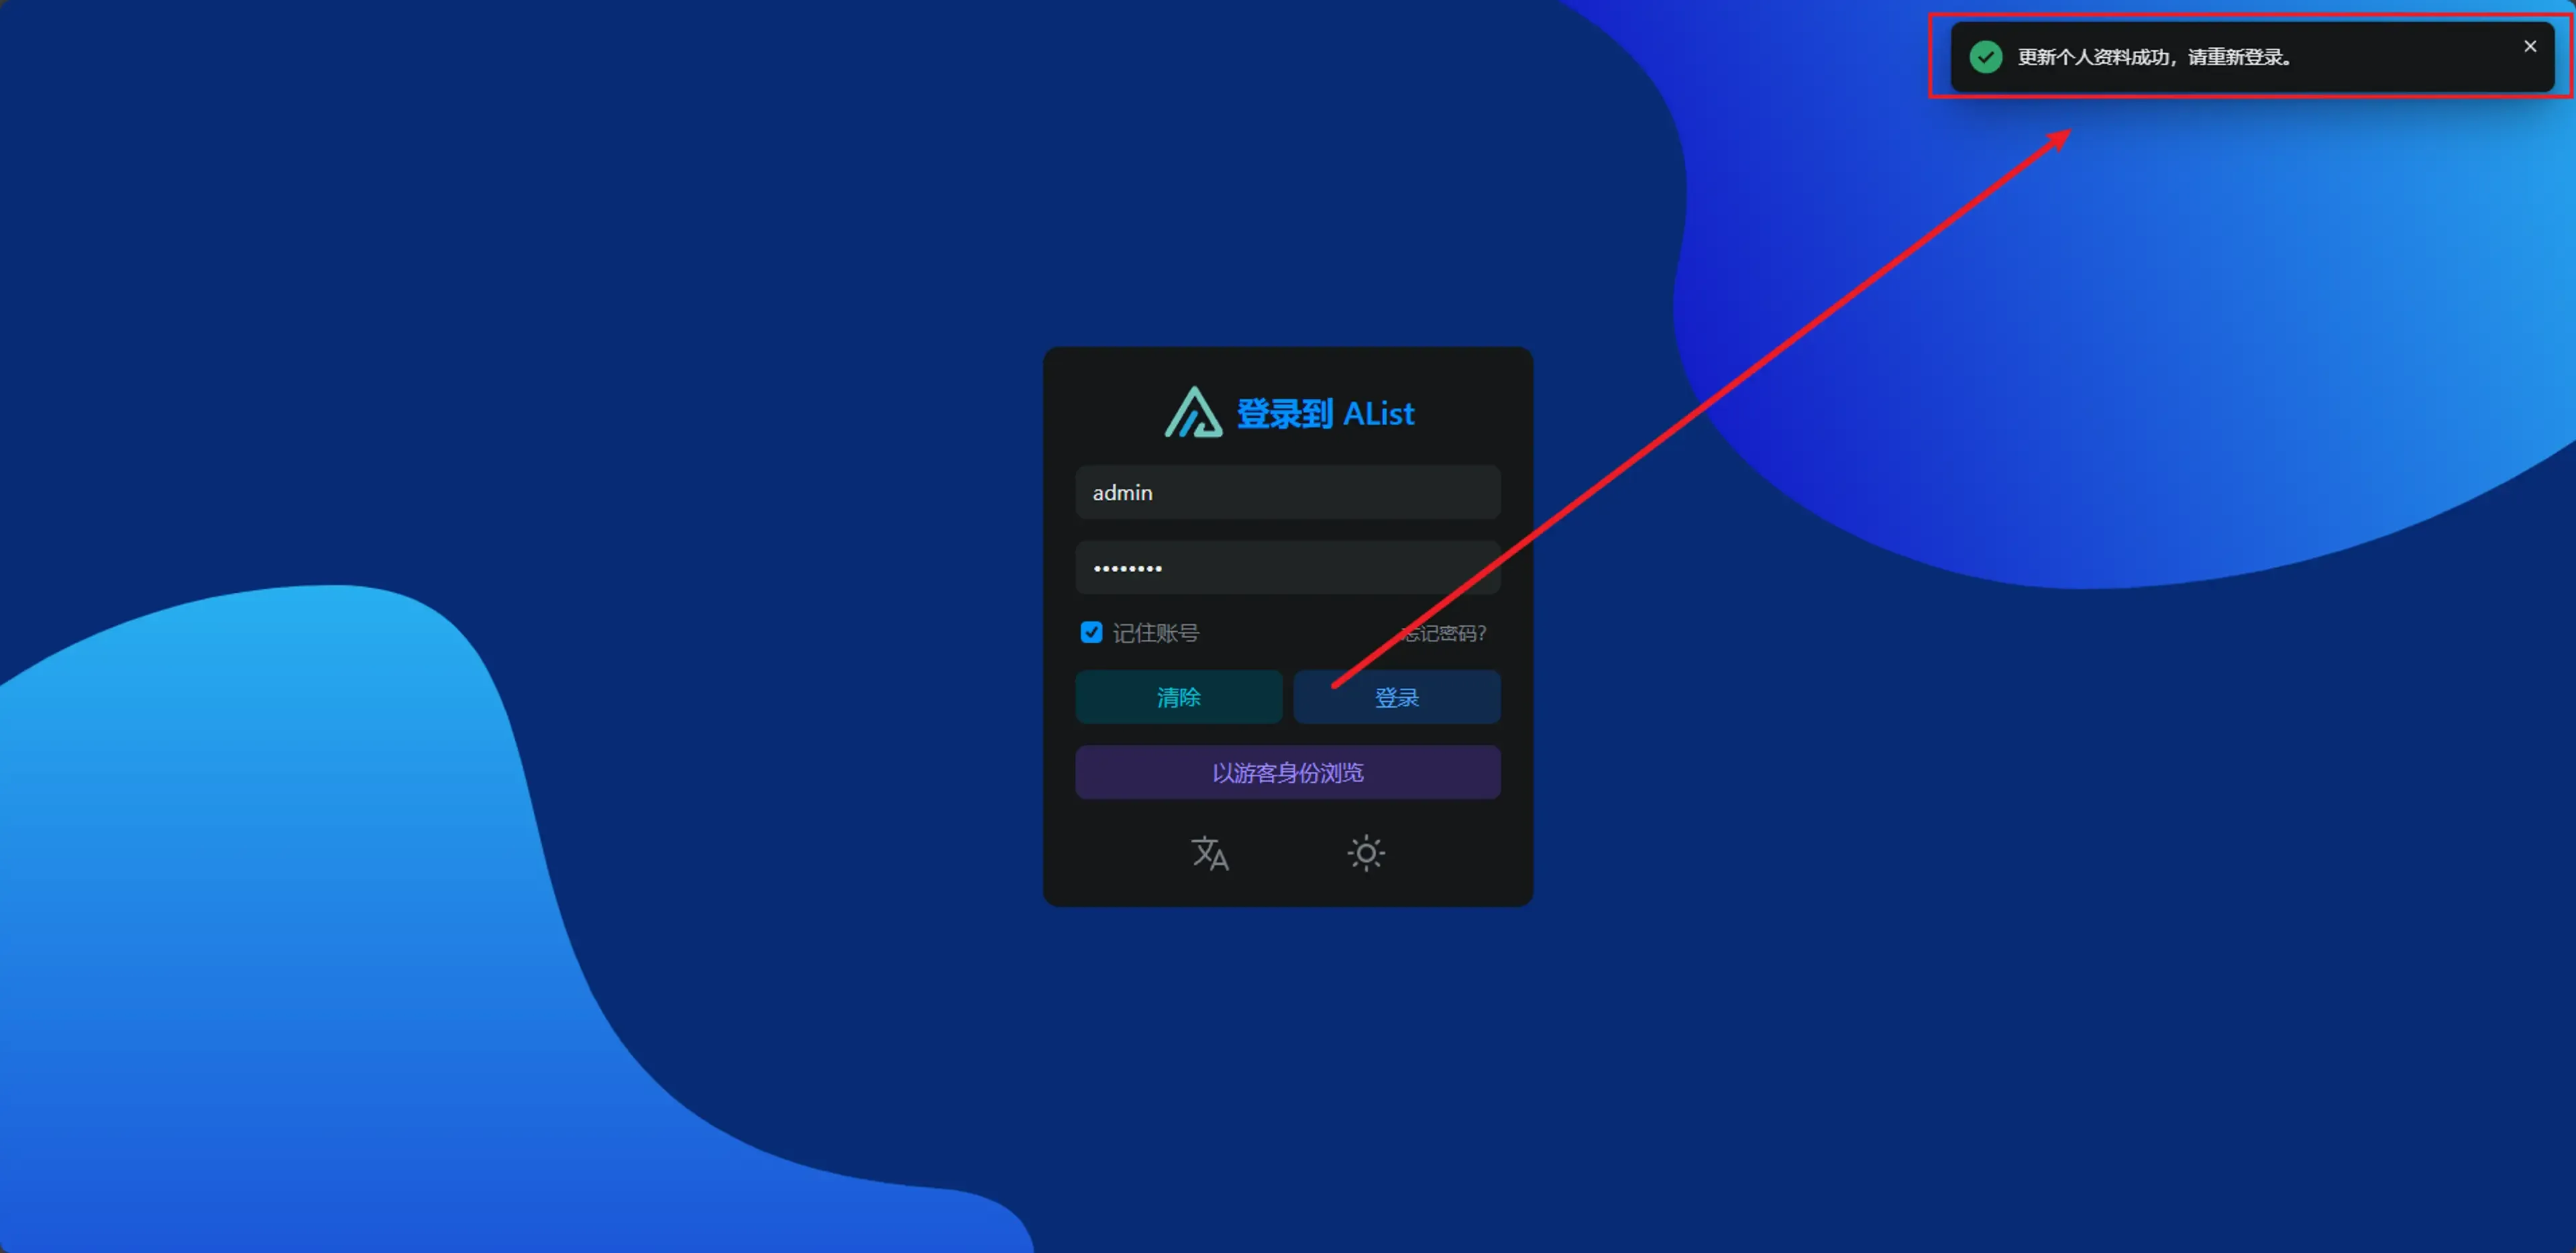 更新个人资料成功，请重新登录。
登录到 AList
admin
••••••••
记住账号
忘记密码?
清除
登录
以游客身份浏览